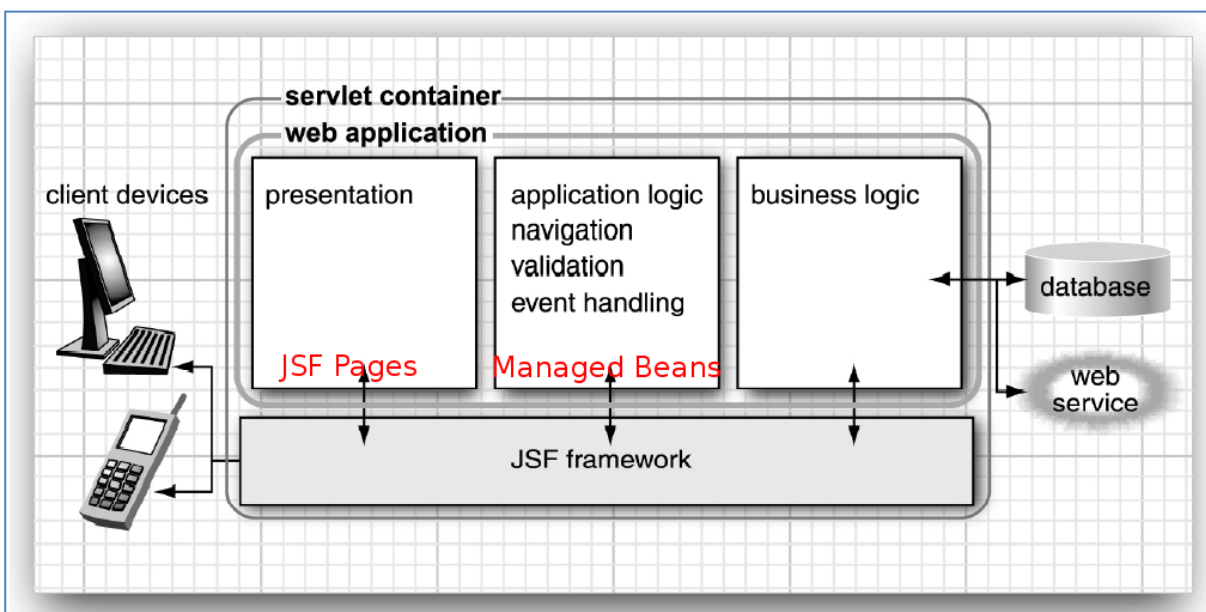 servlet container
web application
client devices
presentation
JSF Pages
application logic
navigation
validation
event handling
Managed Beans
business logic
database
web
service
JSF framework